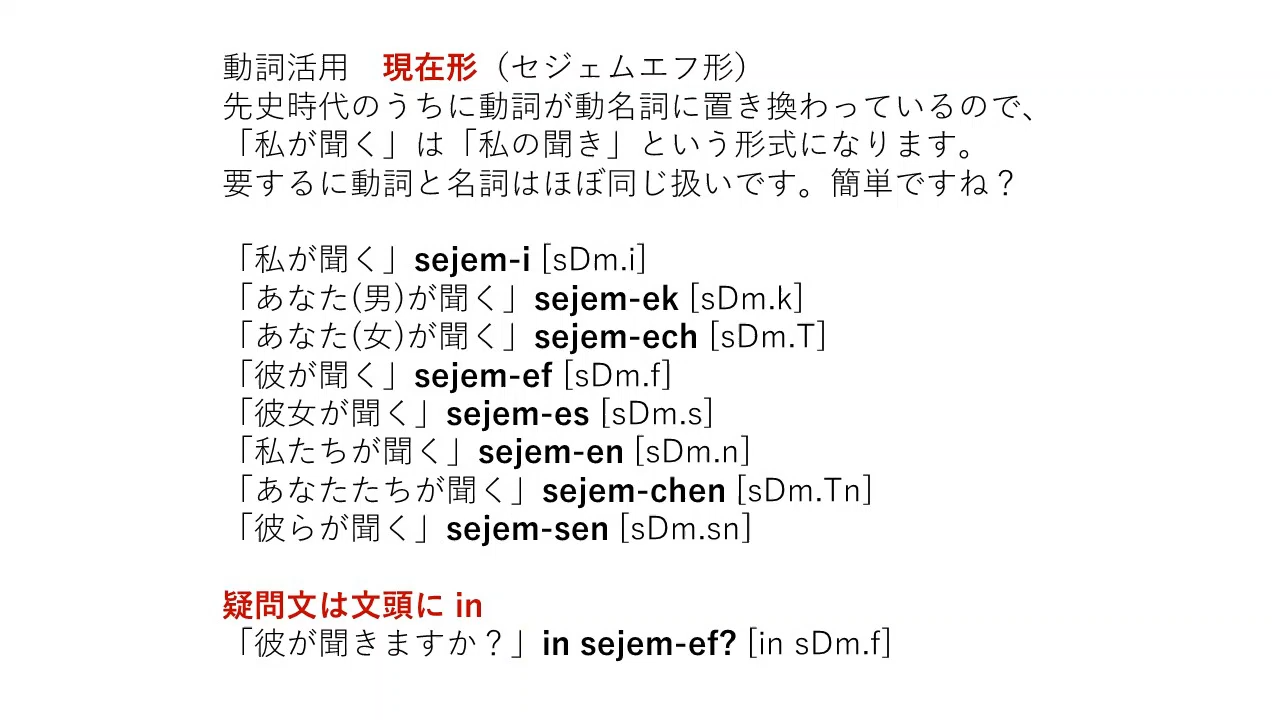 動詞活用　現在形（セジェムエフ形）
先史時代のうちに動詞が動名詞に置き換わっているので、
「私が聞く」は「私の聞き」という形式になります。
要するに動詞と名詞はほぼ同じ扱いです。簡単ですね？
「私が聞く」sejem-i [sDm.i]
「あなた(男)が聞く」sejem-ek [sDm.k]
「あなた(女)が聞く」sejem-ech [sDm.T]
「彼が聞く」sejem-ef [sDm.f]
「彼女が聞く」sejem-es [sDm.s]
「私たちが聞く」sejem-en [sDm.n]
「あなたたちが聞く」sejem-chen [sDm.Tn]
「彼らが聞く」sejem-sen [sDm.sn]
疑問文は文頭に in
「彼が聞きますか？」in sejem-ef? [in sDm.f]